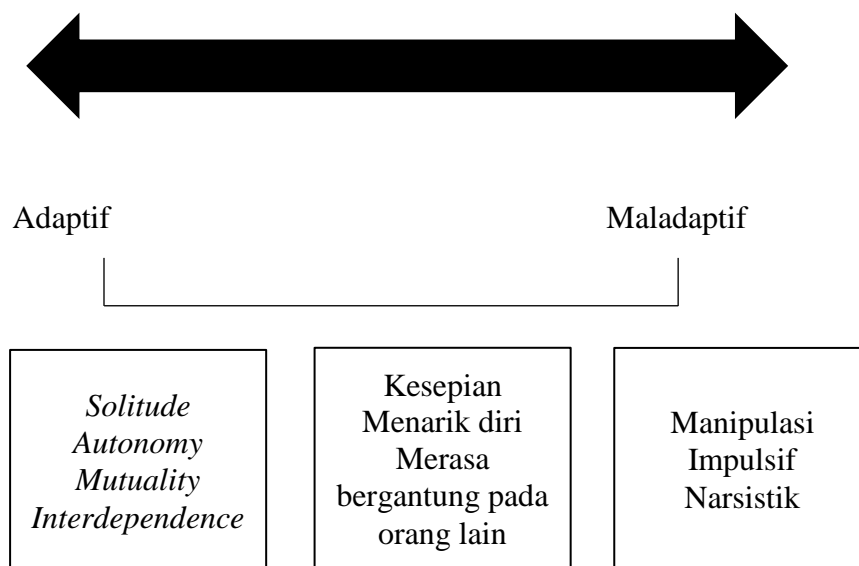 Adaptif
Maladaptif
Solitude
Autonomy
Mutuality
Interdependence
Kesepian
Menarik diri
Merasa
bergantung pada
orang lain
Manipulasi
Impulsif
Narsistik